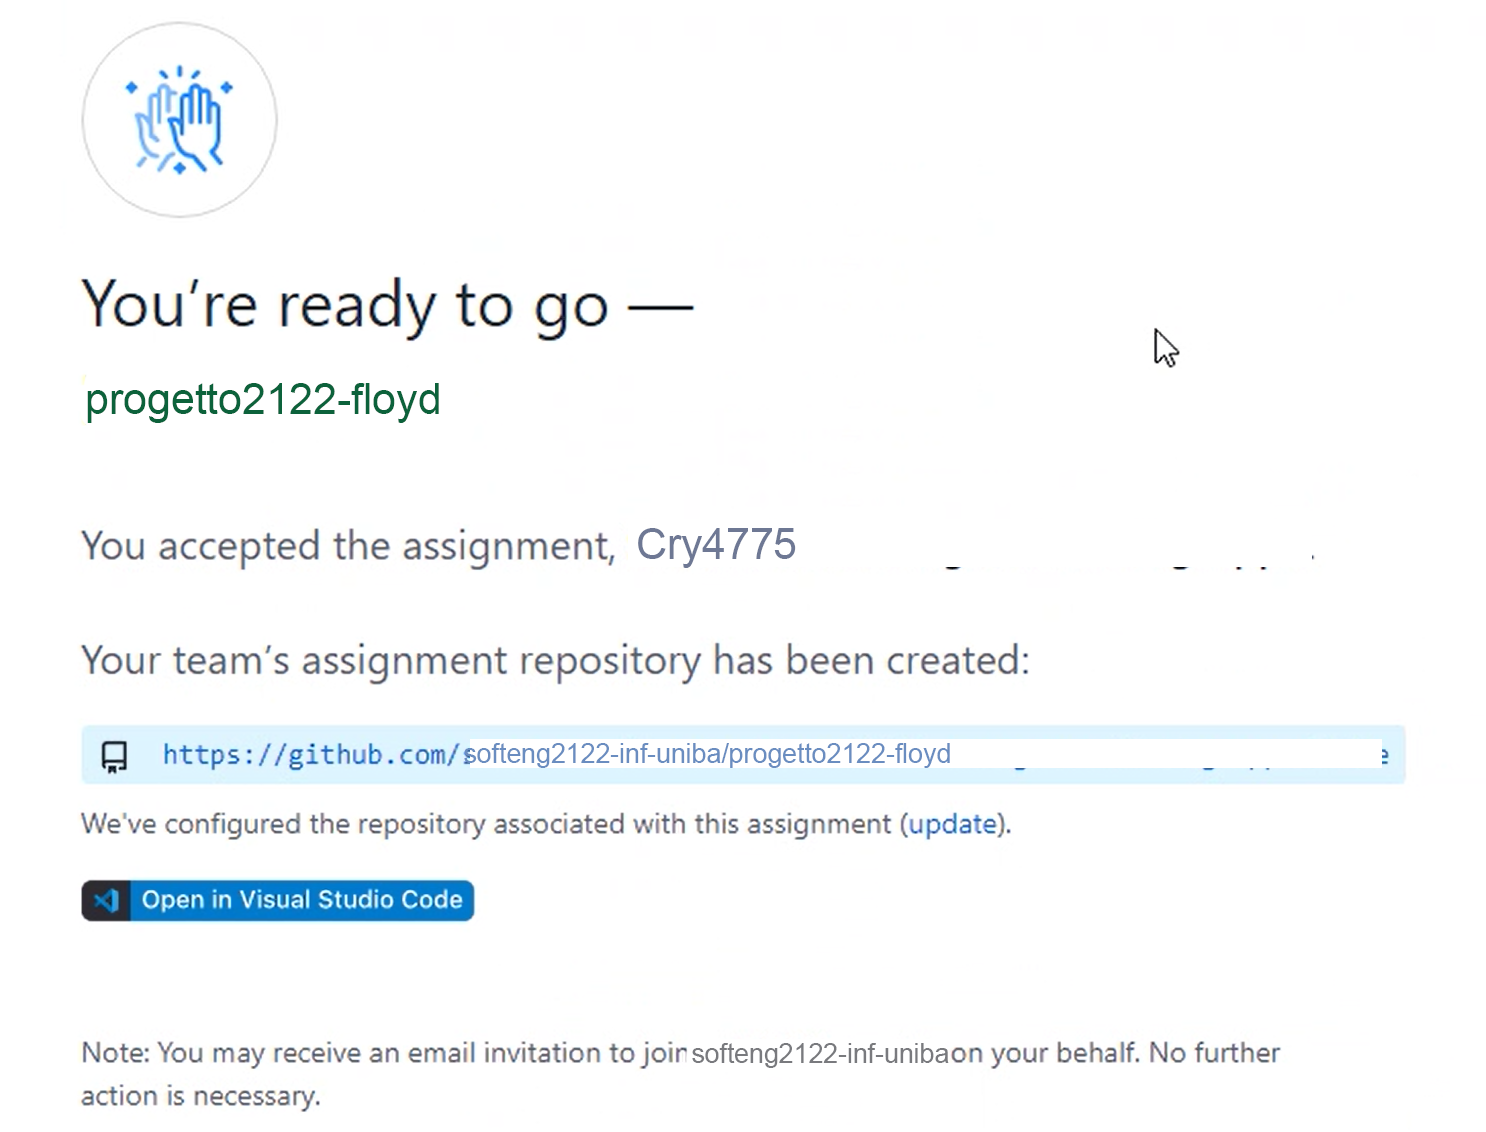 You're ready to go —
progetto2122-floyd
You accepted the assignment, Cry4775
Your team's assignment repository has been created:
https://github.com/softeng2122-inf-uniba/progetto2122-floyd
We've configured the repository associated with this assignment (update).
Open in Visual Studio Code
Note: You may receive an email invitation to join softeng2122-inf-uniba on your behalf. No further
action is necessary.